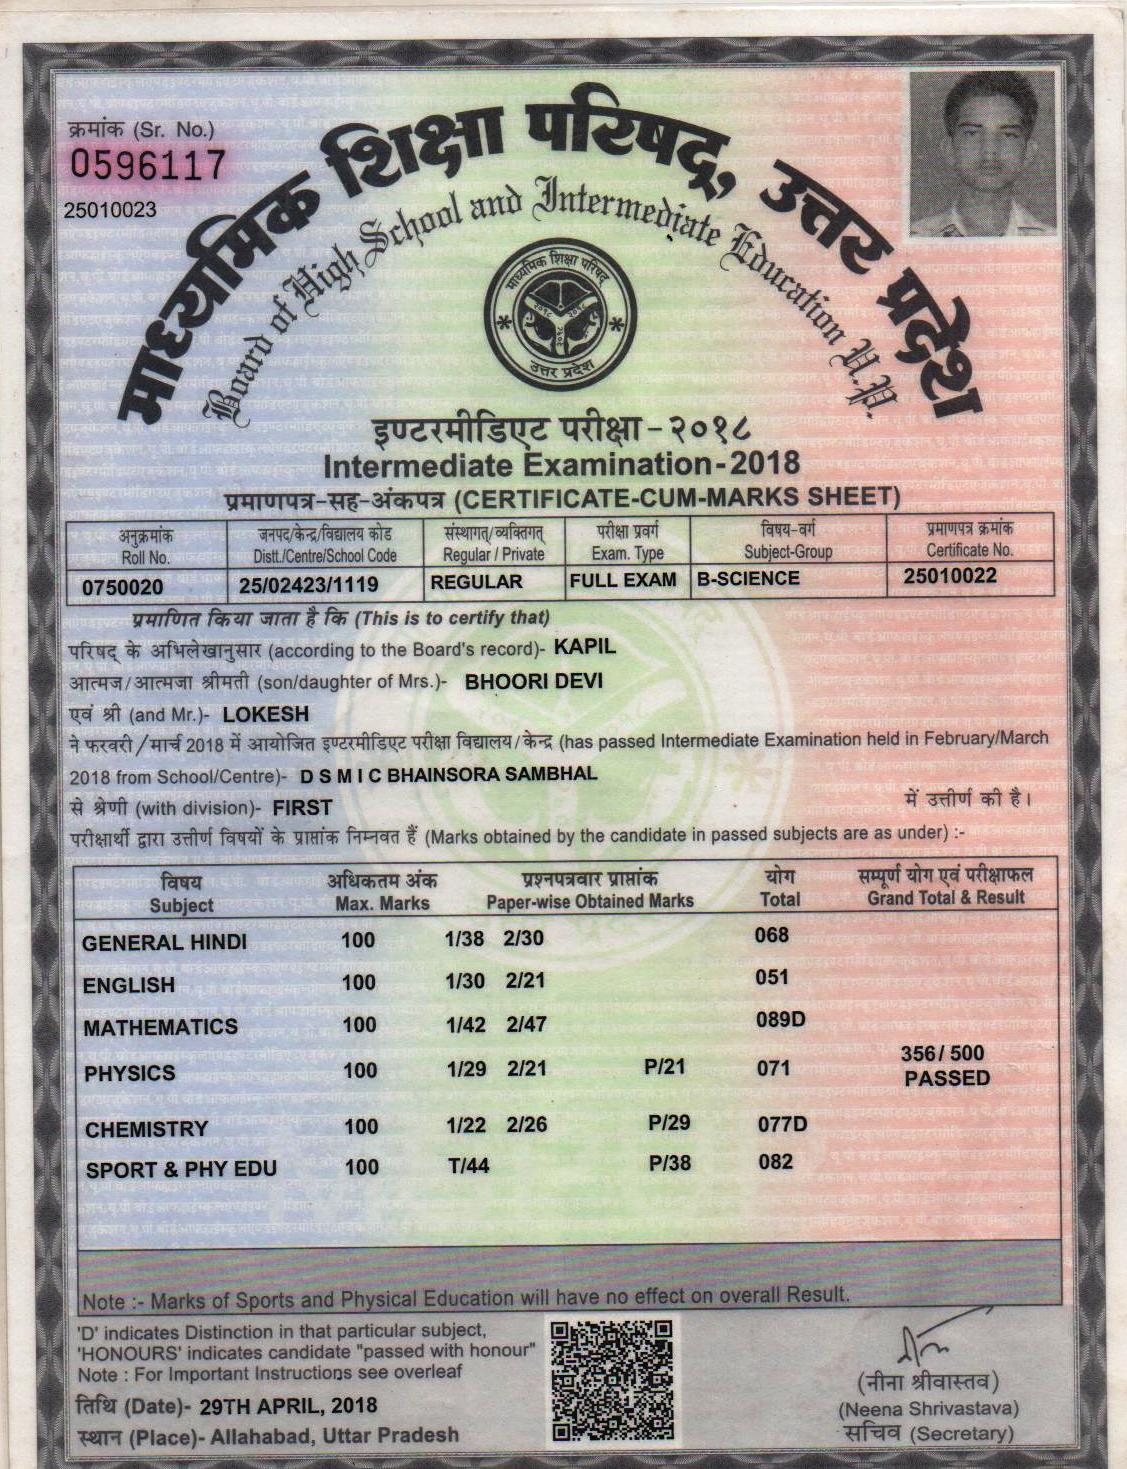 क्रमांक (Sr. No.)
0596117
25010023
माध्यमिक शिक्षा परिषद्, उत्तर प्रदेश
Board of High School and Intermediate Education U.P.
माध्यमिक शिक्षा परिषद्
उत्तर प्रदेश
इण्टरमीडिएट परीक्षा-२०१८
Intermediate Examination-2018
प्रमाणपत्र-सह-अंकपत्र (CERTIFICATE-CUM-MARKS SHEET)
अनुक्रमांक जनपद/केन्द्र/विद्यालय कोड संस्थागत/व्यक्तिगत परीक्षा प्रवर्ग विषय-वर्ग प्रमाणपत्र क्रमांक
Roll No. Distt./Centre/School Code Regular / Private Exam. Type Subject-Group Certificate No.
0750020 25/02423/1119 REGULAR FULL EXAM B-SCIENCE 25010022
प्रमाणित किया जाता है कि (This is to certify that)
परिषद् के अभिलेखानुसार (according to the Board's record)- KAPIL
आत्मज/आत्मजा श्रीमती (son/daughter of Mrs.)- BHOORI DEVI
एवं श्री (and Mr.)- LOKESH
ने फरवरी/मार्च 2018 में आयोजित इण्टरमीडिएट परीक्षा विद्यालय/केन्द्र (has passed Intermediate Examination held in February/March
2018 from School/Centre)- D S M I C BHAINSORA SAMBHAL
से श्रेणी (with division)- FIRST में उत्तीर्ण की है।
परीक्षार्थी द्वारा उत्तीर्ण विषयों के प्राप्तांक निम्नवत हैं (Marks obtained by the candidate in passed subjects are as under) :-
विषय अधिकतम अंक प्रश्नपत्रवार प्राप्तांक योग सम्पूर्ण योग एवं परीक्षाफल
Subject Max. Marks Paper-wise Obtained Marks Total Grand Total & Result
GENERAL HINDI 100 1/38 2/30 068
ENGLISH 100 1/30 2/21 051
MATHEMATICS 100 1/42 2/47 089D
PHYSICS 100 1/29 2/21 P/21 071 356/ 500
PASSED
CHEMISTRY 100 1/22 2/26 P/29 077D
SPORT & PHY EDU 100 T/44 P/38 082
Note :- Marks of Sports and Physical Education will have no effect on overall Result.
'D' indicates Distinction in that particular subject,
'HONOURS' indicates candidate "passed with honour"
Note : For Important Instructions see overleaf
तिथि (Date)- 29TH APRIL, 2018
स्थान (Place)- Allahabad, Uttar Pradesh
(नीना श्रीवास्तव)
(Neena Shrivastava)
सचिव (Secretary)